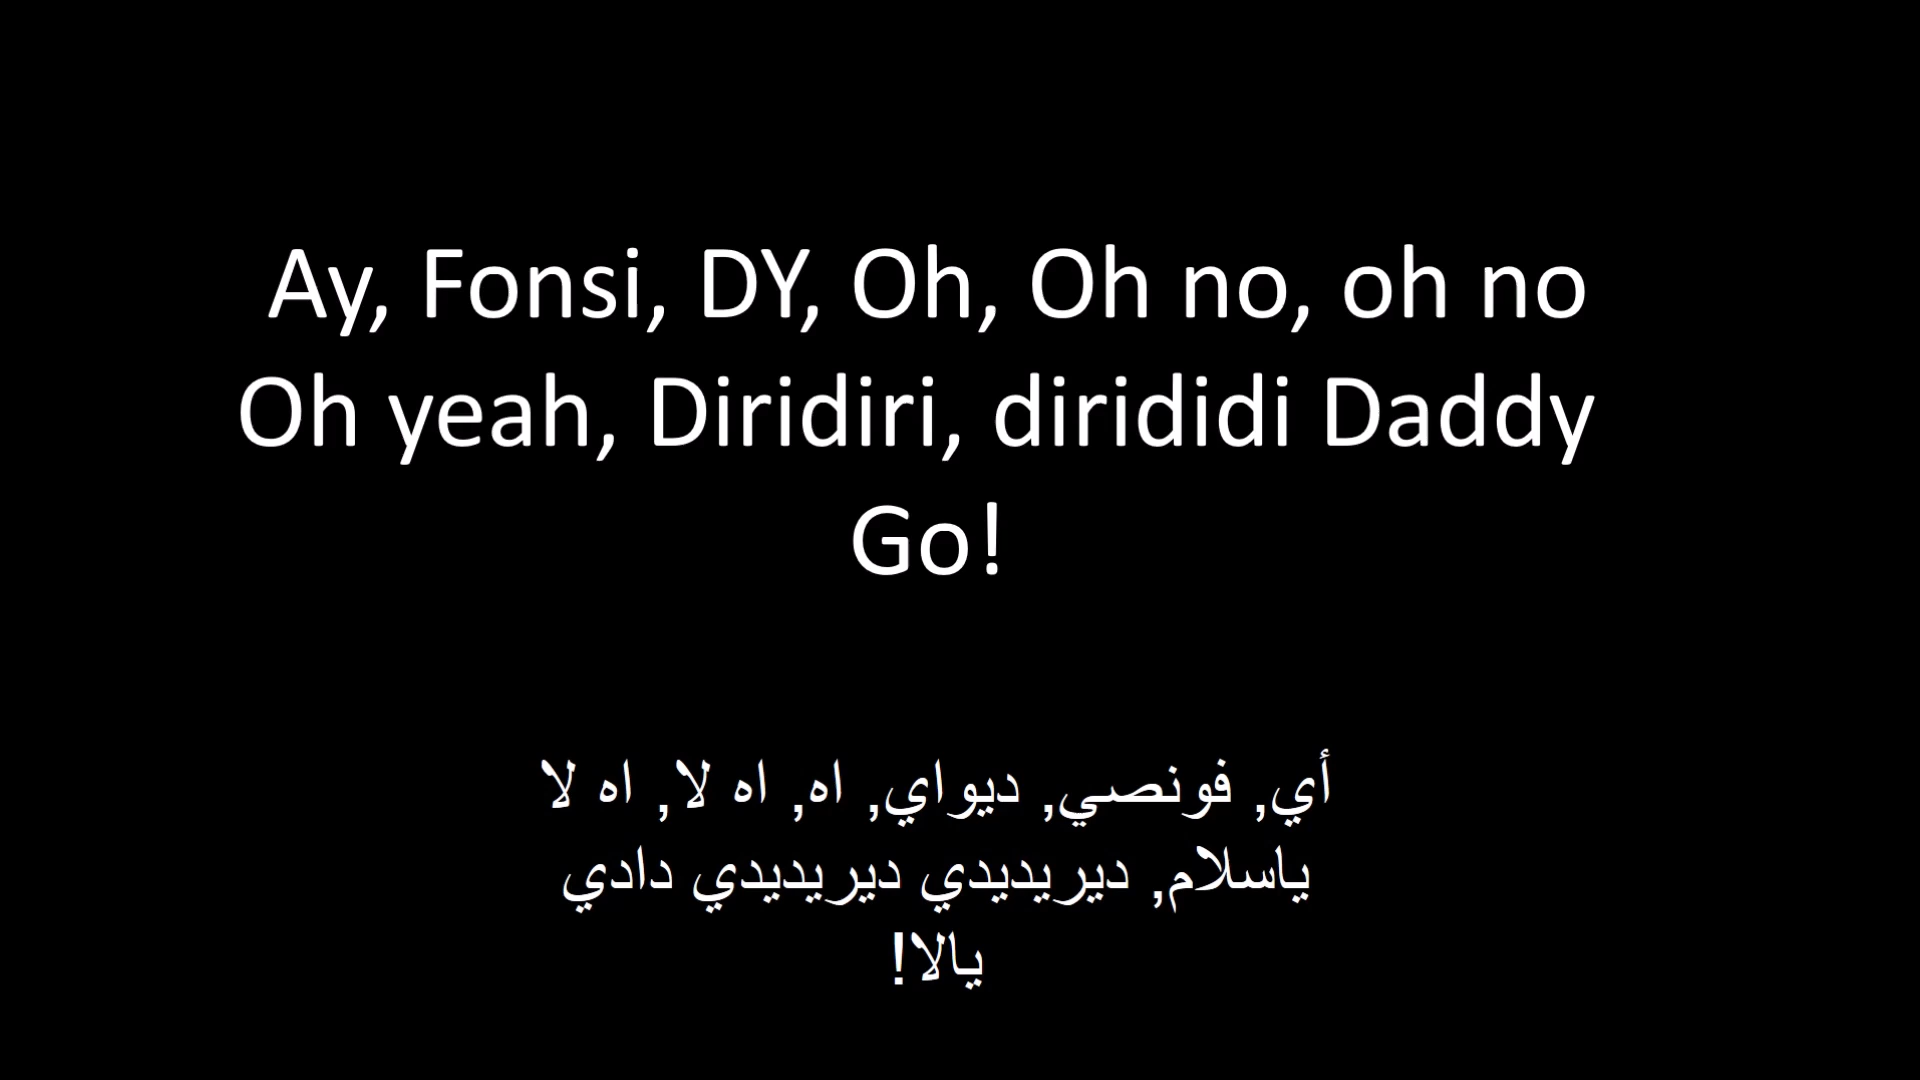 Ay, Fonsi, DY, Oh, Oh no, oh no
Oh yeah, Diridiri, dirididi Daddy
Go!
أي, فونصي, ديواي, اه, اه لا, اه لا
ياسلام, ديريديدي ديريديدي دادي
يالا!